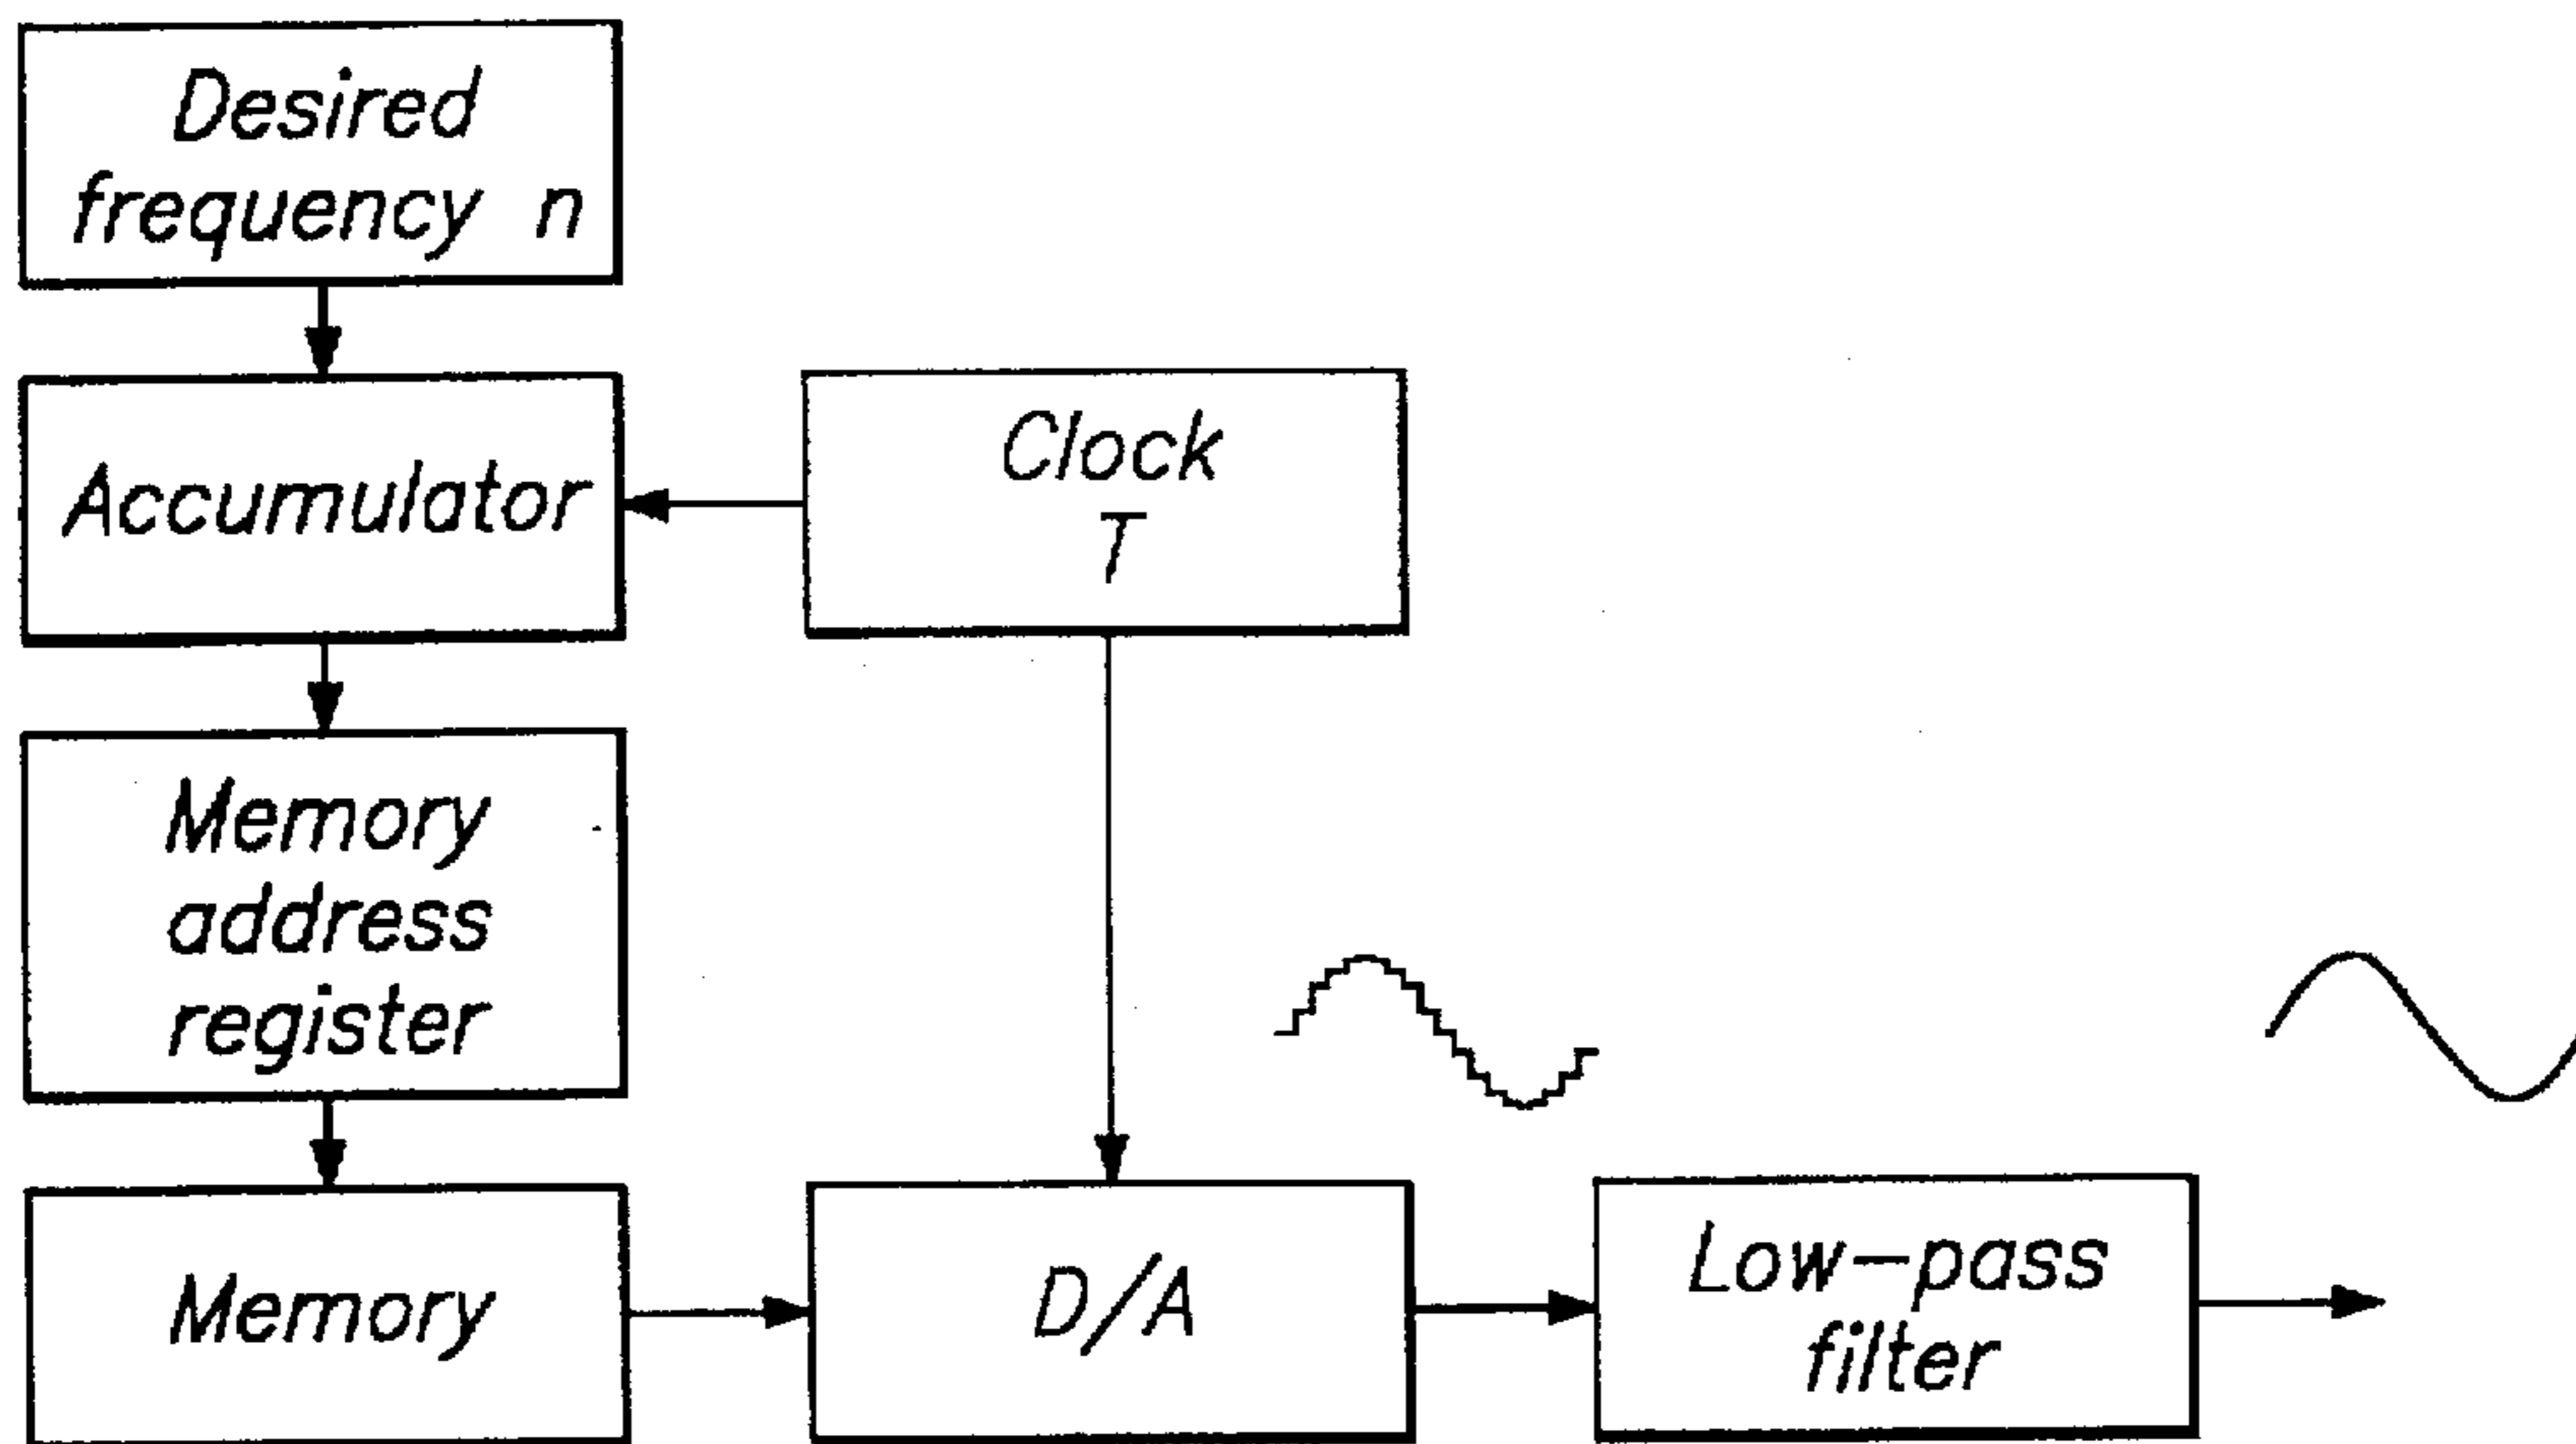 Desired
frequency n
Accumulator
Clock
T
Memory
address
register
Memory
D/A
Low-pass
filter